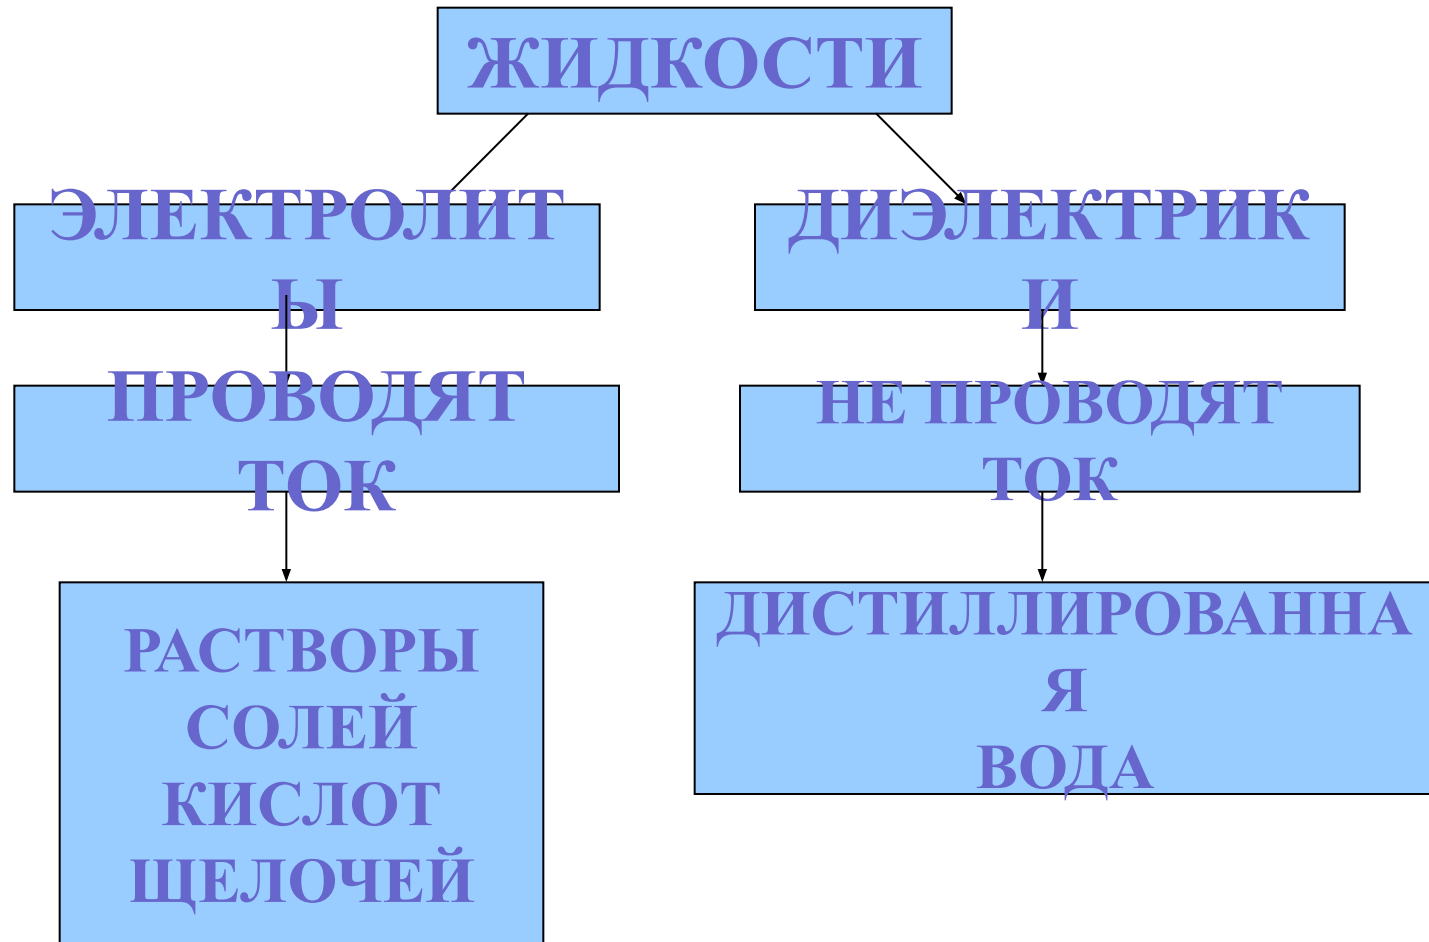 ЖИДКОСТИ
ЭЛЕКТРОЛИТ
Ы
ДИЭЛЕКТРИК
И
ПРОВОДЯТ
ТОК
НЕ ПРОВОДЯТ
ТОК
РАСТВОРЫ
СОЛЕЙ
КИСЛОТ
ЩЕЛОЧЕЙ
ДИСТИЛЛИРОВАННА
Я
ВОДА